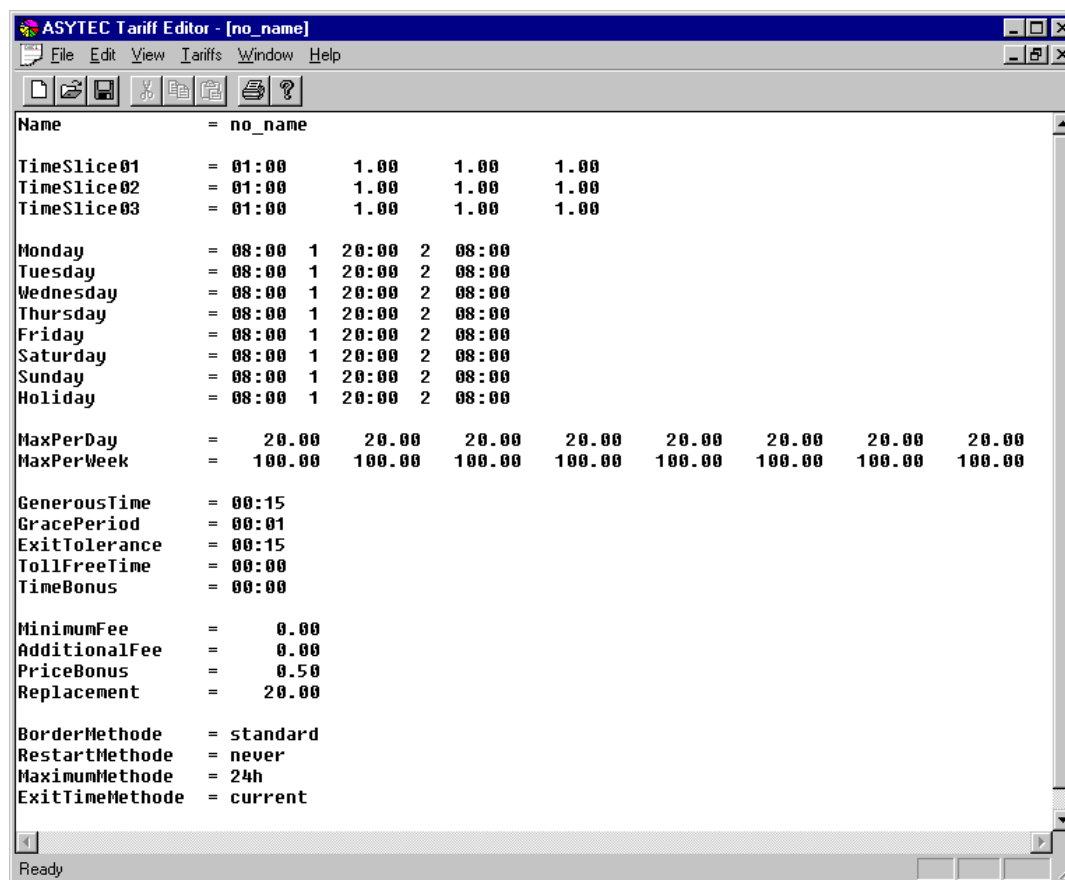 ASYTEC Tariff Editor - [no_name]
File Edit View Tariffs Window Help
Name = no_name
TimeSlice01 = 01:00 1.00 1.00 1.00
TimeSlice02 = 01:00 1.00 1.00 1.00
TimeSlice03 = 01:00 1.00 1.00 1.00
Monday = 08:00 1 20:00 2 08:00
Tuesday = 08:00 1 20:00 2 08:00
Wednesday = 08:00 1 20:00 2 08:00
Thursday = 08:00 1 20:00 2 08:00
Friday = 08:00 1 20:00 2 08:00
Saturday = 08:00 1 20:00 2 08:00
Sunday = 08:00 1 20:00 2 08:00
Holiday = 08:00 1 20:00 2 08:00
MaxPerDay = 20.00 20.00 20.00 20.00 20.00 20.00 20.00 20.00
MaxPerWeek = 100.00 100.00 100.00 100.00 100.00 100.00 100.00 100.00
GenerousTime = 00:15
GracePeriod = 00:01
ExitTolerance = 00:15
TollFreeTime = 00:00
TimeBonus = 00:00
MinimumFee = 0.00
AdditionalFee = 0.00
PriceBonus = 0.50
Replacement = 20.00
BorderMethode = standard
RestartMethode = never
MaximumMethode = 24h
ExitTimeMethode = current
Ready